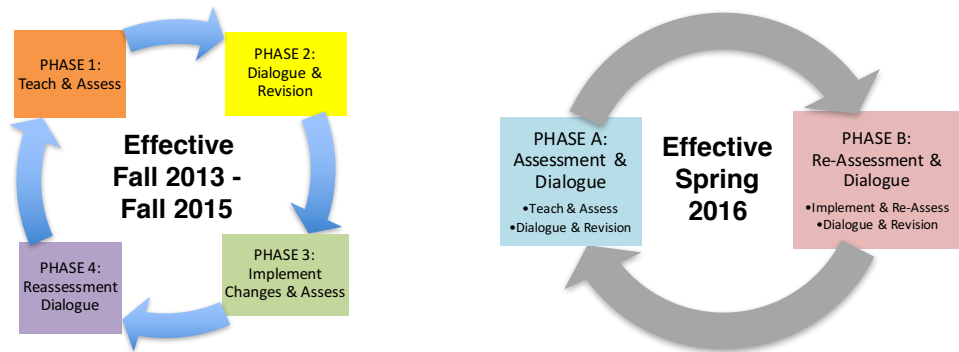 PHASE 1:
Teach & Assess
PHASE 2:
Dialogue &
Revision
Effective
Fall 2013 -
Fall 2015
PHASE 4:
Reassessment
Dialogue
PHASE 3:
Implement
Changes & Assess
PHASE A:
Assessment &
Dialogue
•Teach & Assess
•Dialogue & Revision
Effective
Spring
2016
PHASE B:
Re-Assessment &
Dialogue
•Implement & Re-Assess
•Dialogue & Revision